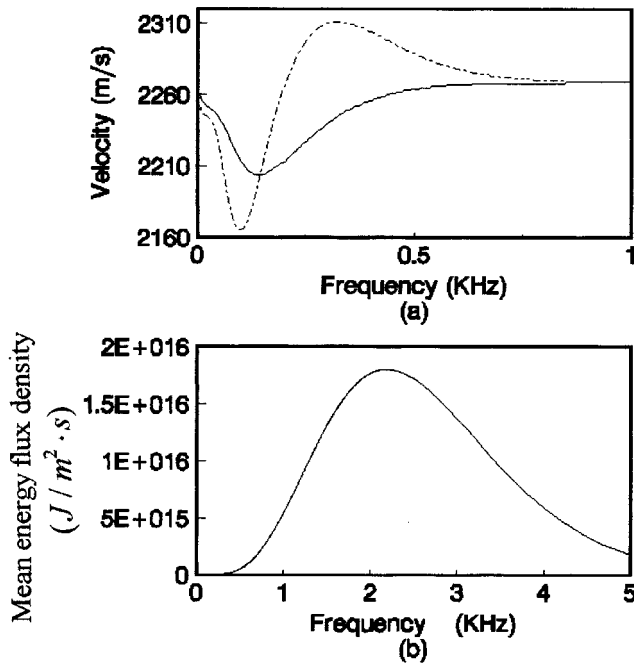 Velocity (m/s)
2310
2260
2210
2160
0
0.5
1
Frequency (KHz)
(a)
Mean energy flux density
(J / m² · s)
2E+016
1.5E+016
1E+016
5E+015
0
0
1
2
3
4
5
Frequency (KHz)
(b)